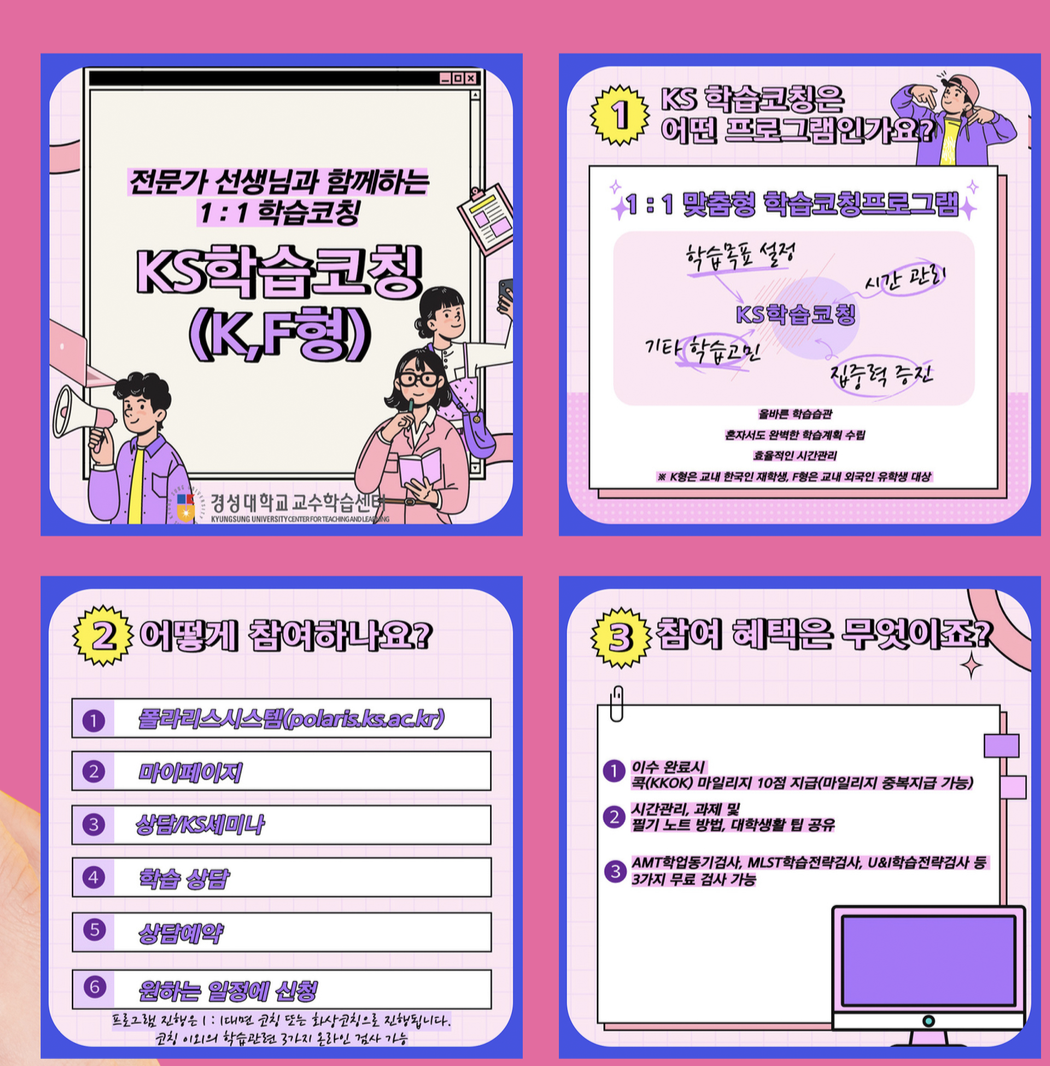 전문가 선생님과 함께하는
1 : 1 학습코칭
KS학습코칭
(K,F형)
경성대학교 교수학습센터
KYUNGSUNG UNIVERSITY CENTER FOR TEACHING AND LEARNING
1
KS 학습코칭은
어떤 프로그램인가요?
1 : 1 맞춤형 학습코칭프로그램
학습목표 설정
시간 관리
KS학습코칭
기타 학습고민
집중력 증진
올바른 학습습관
혼자서도 완벽한 학습계획 수립
효율적인 시간관리
※ K형은 교내 한국인 재학생, F형은 교내 외국인 유학생 대상
2 어떻게 참여하나요?
1 폴라리스시스템(polaris.ks.ac.kr)
2 마이페이지
3 상담/KS세미나
4 학습 상담
5 상담예약
6 원하는 일정에 신청
프로그램 진행은 1 : 1대면 코칭 또는 화상코칭으로 진행됩니다.
코칭 이외의 학습관련 3가지 온라인 검사 가능
3 참여 혜택은 무엇이죠?
1 이수 완료시
콕(KKOK) 마일리지 10점 지급(마일리지 중복지급 가능)
2 시간관리, 과제 및
필기 노트 방법, 대학생활 팁 공유
3 AMT학업동기검사, MLST학습전략검사, U&I학습전략검사 등
3가지 무료 검사 가능